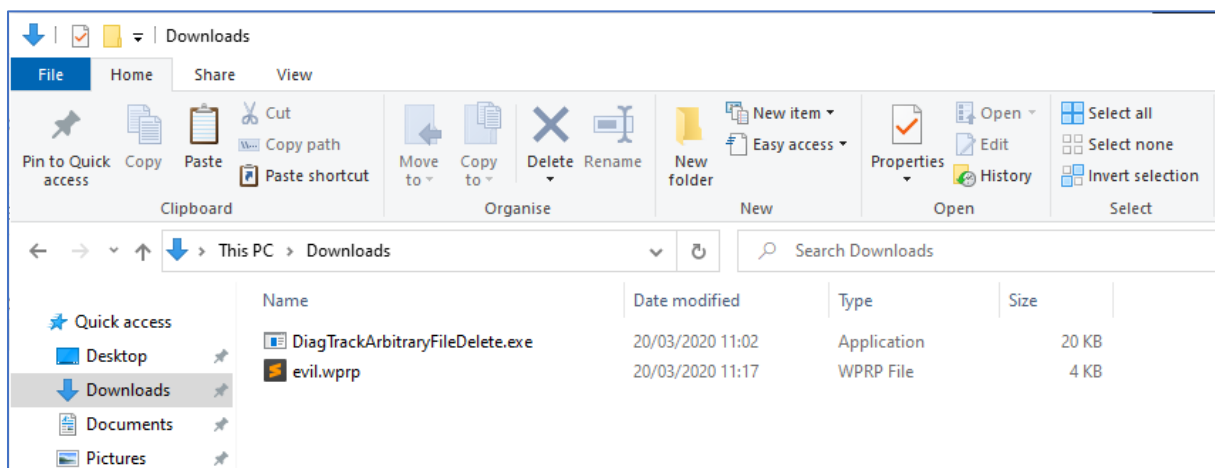 Downloads
File Home Share View
Cut
Copy path
Paste shortcut
Pin to Quick access
Copy
Paste
Clipboard
Move to
Copy to
Delete
Rename
Organise
New folder
New item
Easy access
New
Properties
Open
Edit
History
Open
Select all
Select none
Invert selection
Select
This PC > Downloads
Search Downloads
Quick access
Desktop
Downloads
Documents
Pictures
Name Date modified Type Size
DiagTrackArbitraryFileDelete.exe 20/03/2020 11:02 Application 20 KB
evil.wprp 20/03/2020 11:17 WPRP File 4 KB